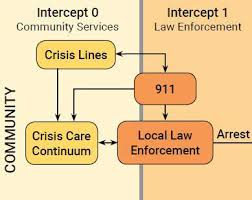 Intercept 0
Community Services
Intercept 1
Law Enforcement
Crisis Lines
911
Crisis Care
Continuum
Local Law
Enforcement
Arrest
COMMUNITY